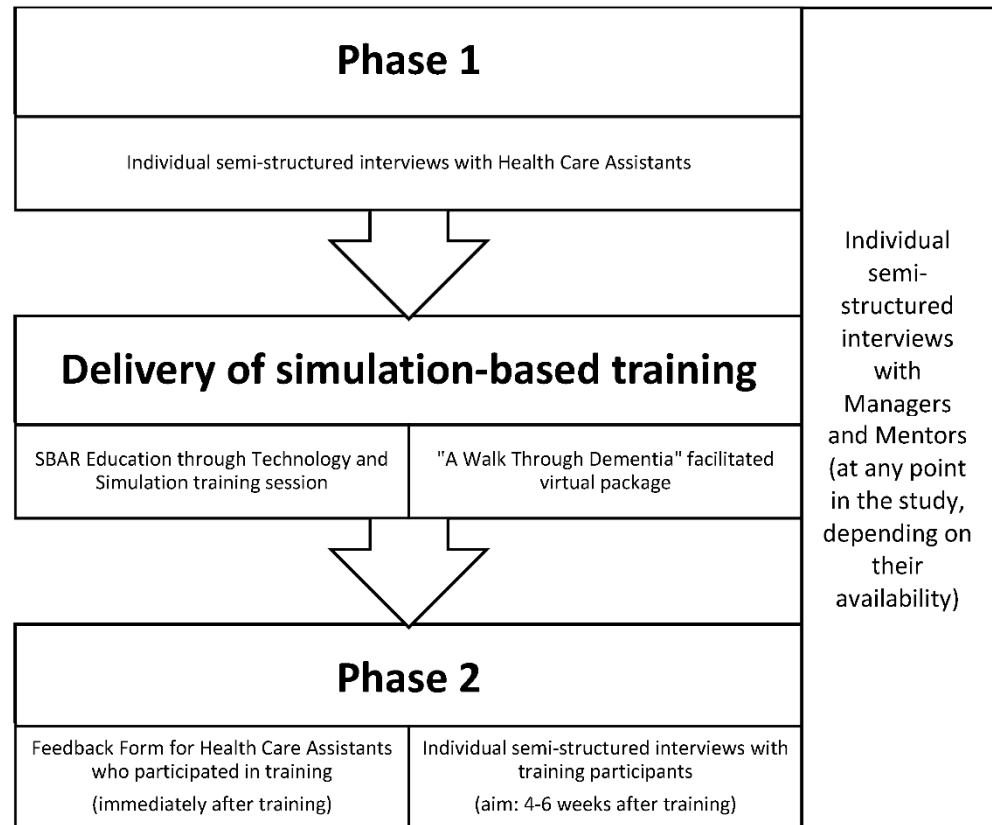 Phase 1
Individual semi-structured interviews with Health Care Assistants
Delivery of simulation-based training
SBAR Education through Technology and
Simulation training session
"A Walk Through Dementia" facilitated
virtual package
Phase 2
Feedback Form for Health Care Assistants
who participated in training
(immediately after training)
Individual semi-structured interviews with
training participants
(aim: 4-6 weeks after training)
Individual
semi-
structured
interviews
with
Managers
and Mentors
(at any point
in the study,
depending on
their
availability)